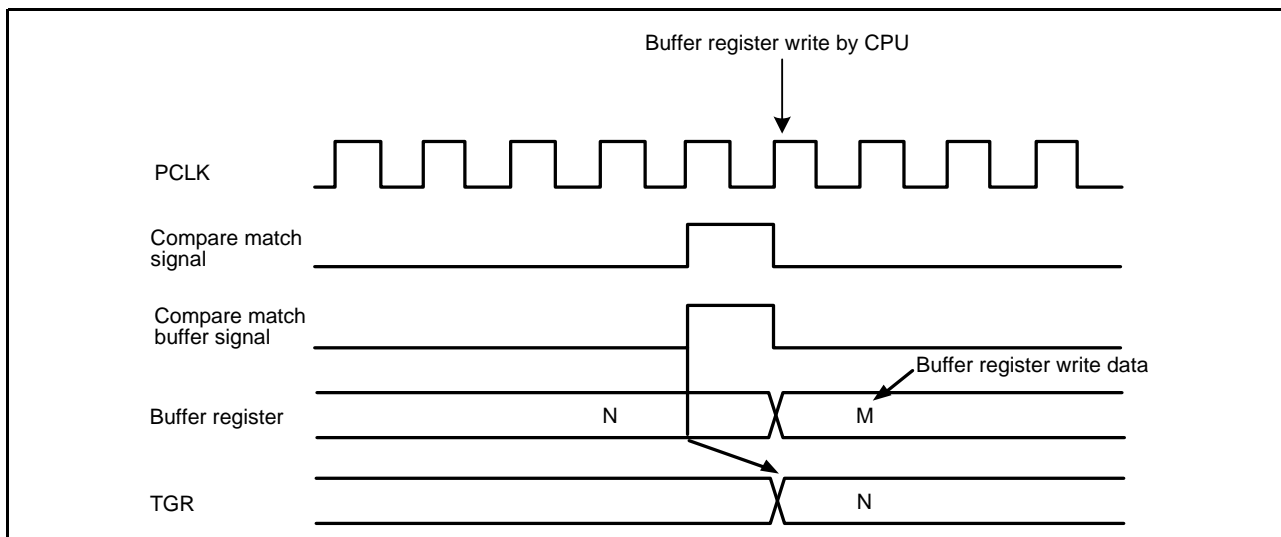 Buffer register write by CPU
PCLK
Compare match
signal
Compare match
buffer signal
Buffer register write data
Buffer register
N
M
TGR
N